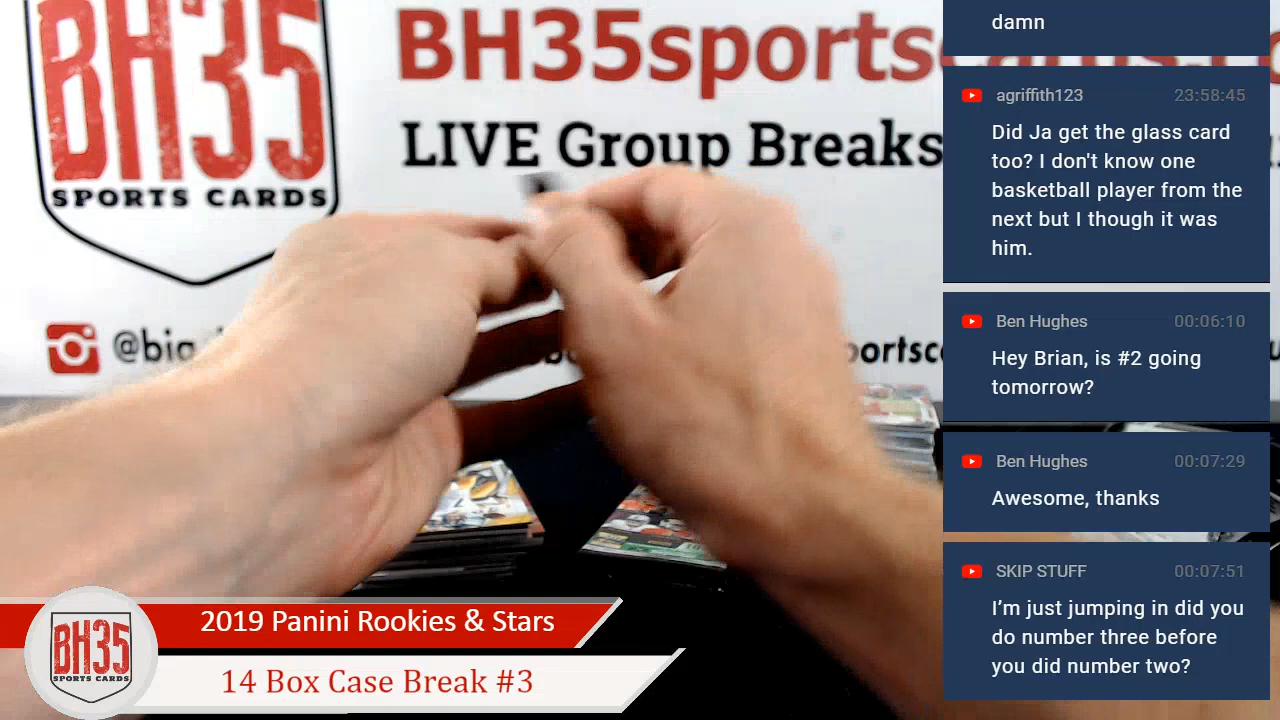 BH35
SPORTS CARDS
BH35sportscards.co
LIVE Group Breaks
@big
damn
agriffith123 23:58:45
Did Ja get the glass card
too? I don't know one
basketball player from the
next but I though it was
him.
Ben Hughes 00:06:10
Hey Brian, is #2 going
tomorrow?
Ben Hughes 00:07:29
Awesome, thanks
SKIP STUFF 00:07:51
I'm just jumping in did you
do number three before
you did number two?
2019 Panini Rookies & Stars
14 Box Case Break #3
BH35
SPORTS CARDS